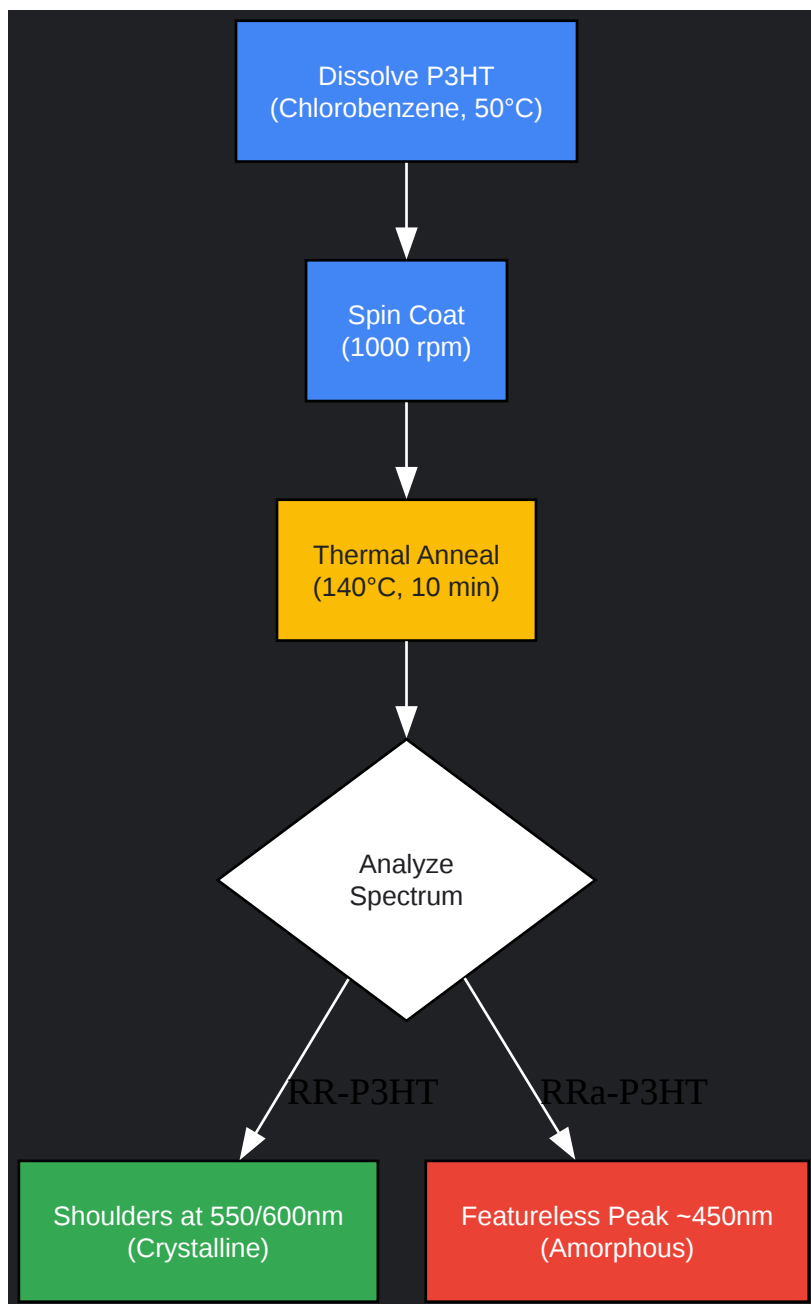 Dissolve P3HT
(Chlorobenzene, 50°C)
Spin Coat
(1000 rpm)
Thermal Anneal
(140°C, 10 min)
Analyze
Spectrum
RR-P3HT
RRa-P3HT
Shoulders at 550/600nm
(Crystalline)
Featureless Peak ~450nm
(Amorphous)